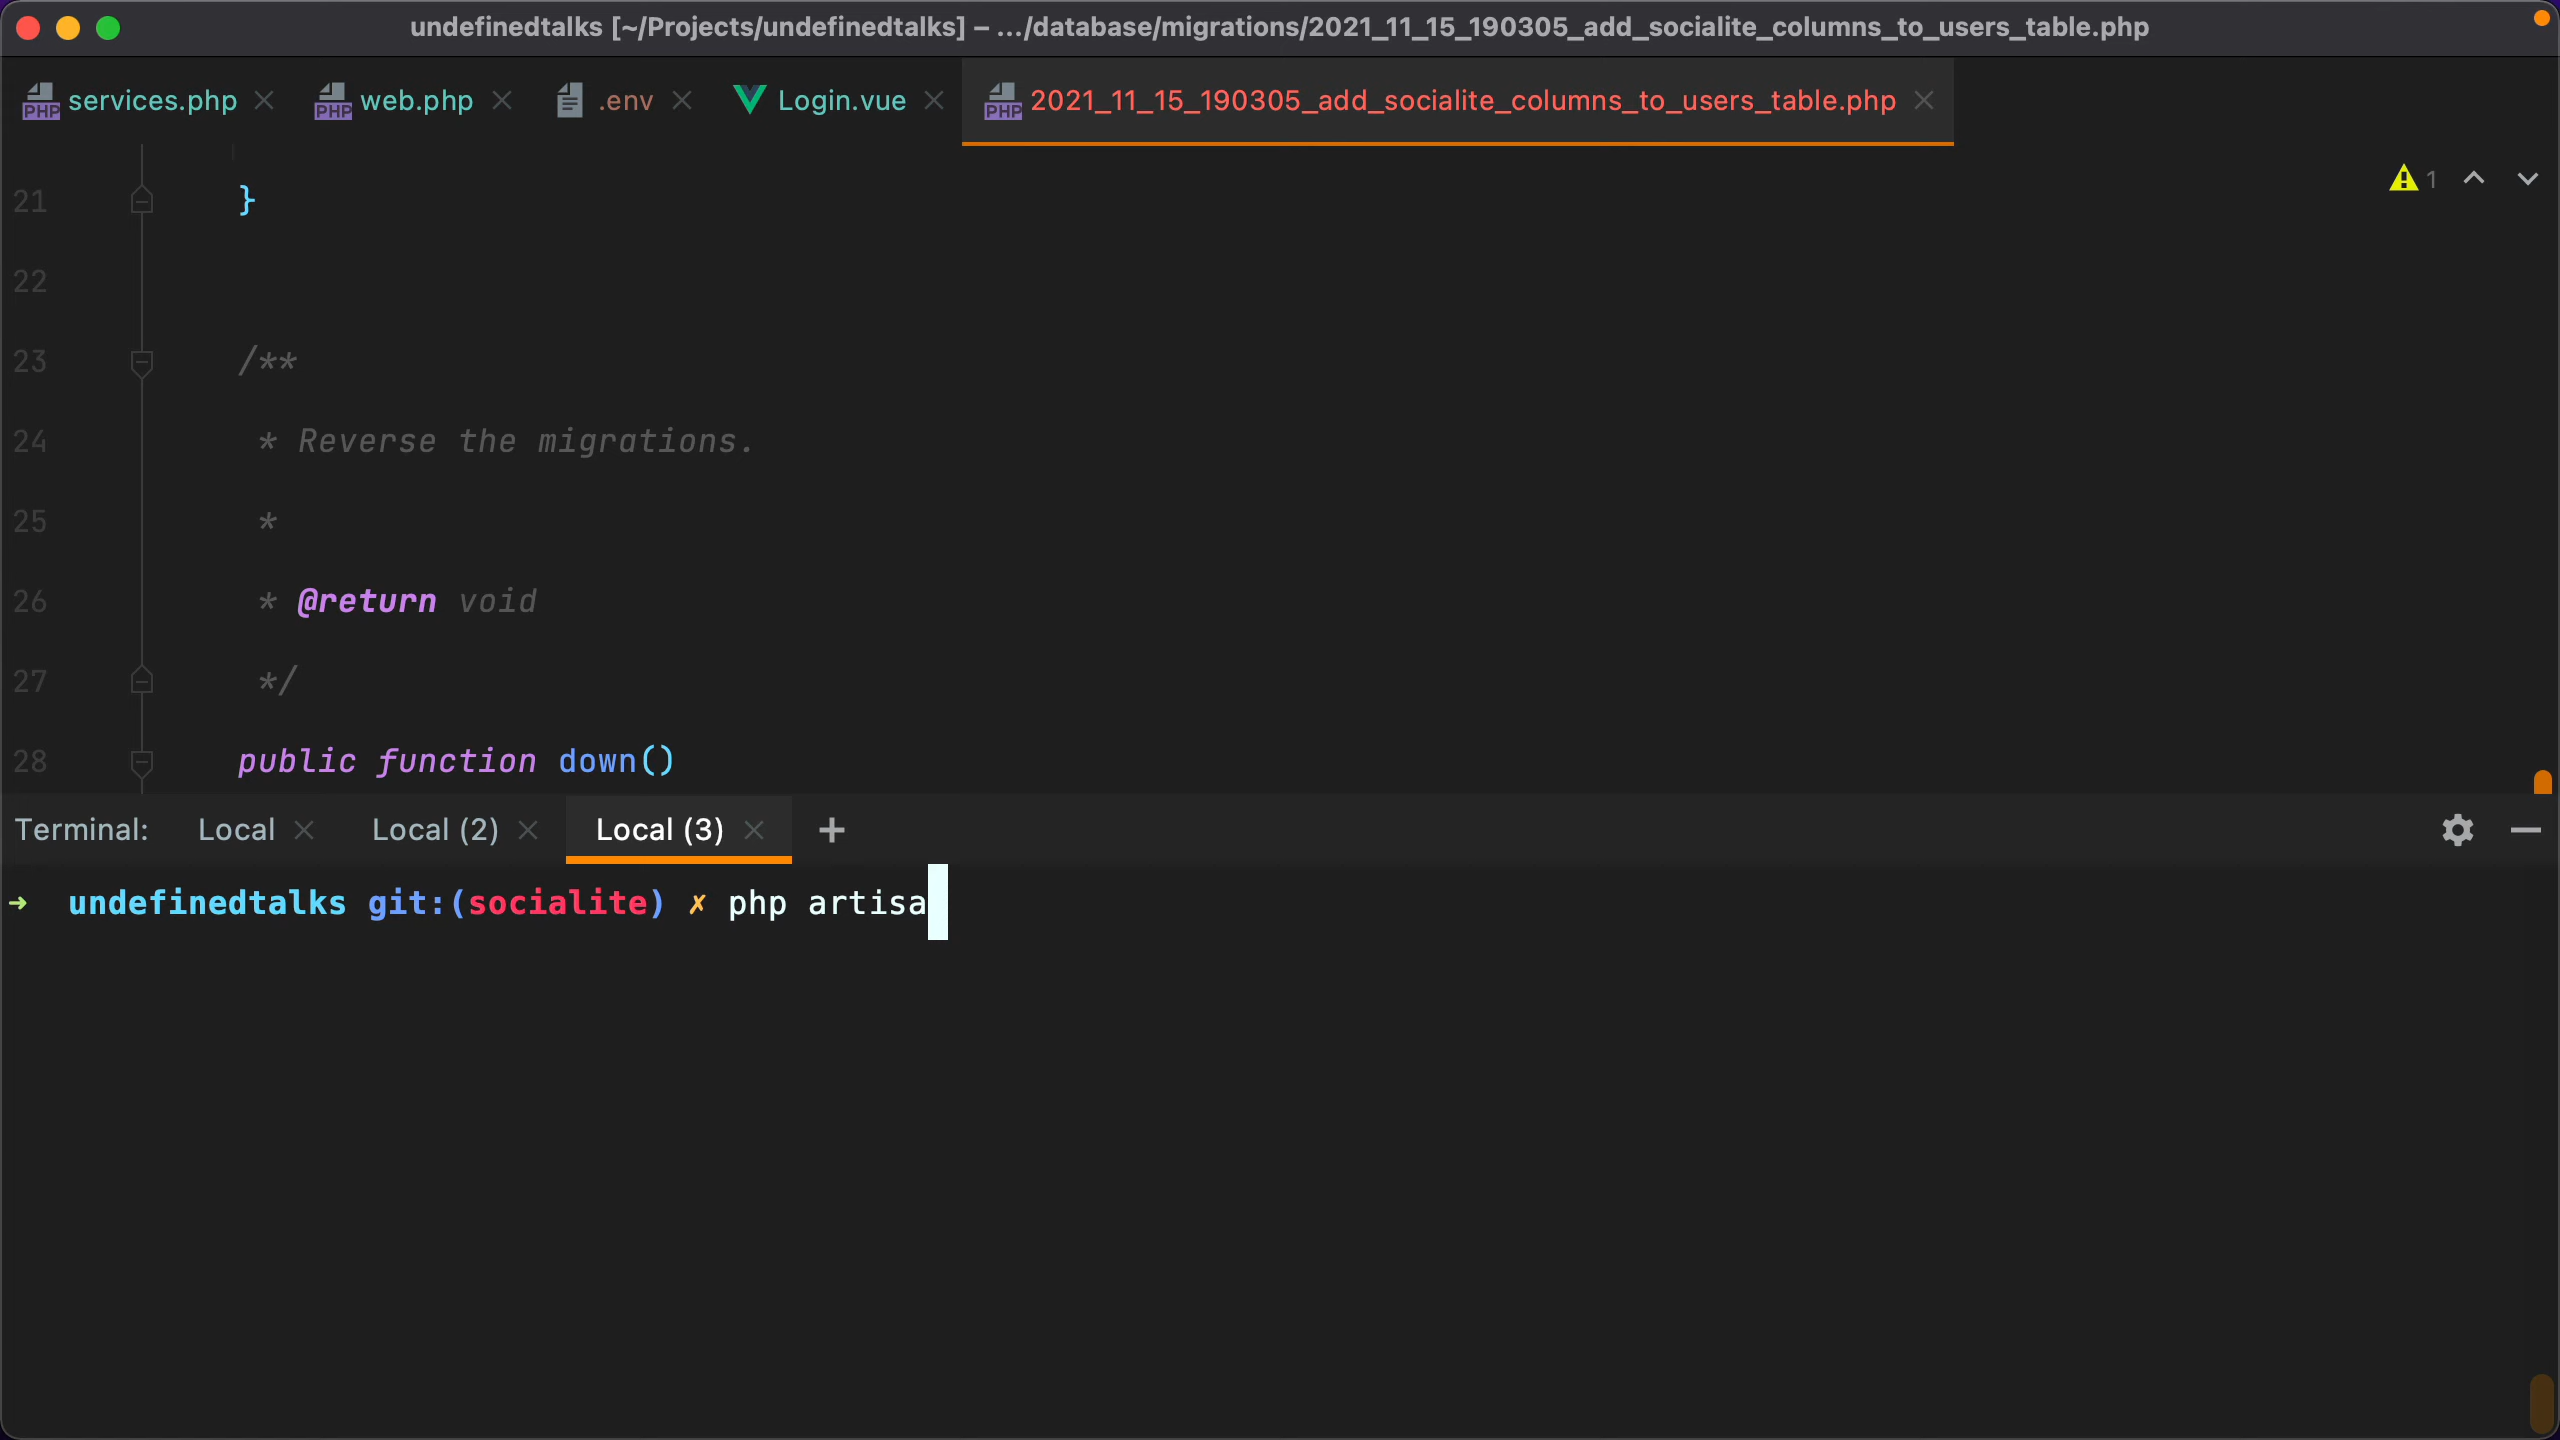 undefinedtalks [~/Projects/undefinedtalks] – .../database/migrations/2021_11_15_190305_add_socialite_columns_to_users_table.php
services.php web.php .env Login.vue 2021_11_15_190305_add_socialite_columns_to_users_table.php
1
21 }
22
23 /**
24 * Reverse the migrations.
25 *
26 * @return void
27 */
28 public function down()
Terminal: Local Local (2) Local (3) +
→ undefinedtalks git:(socialite) ✗ php artisa